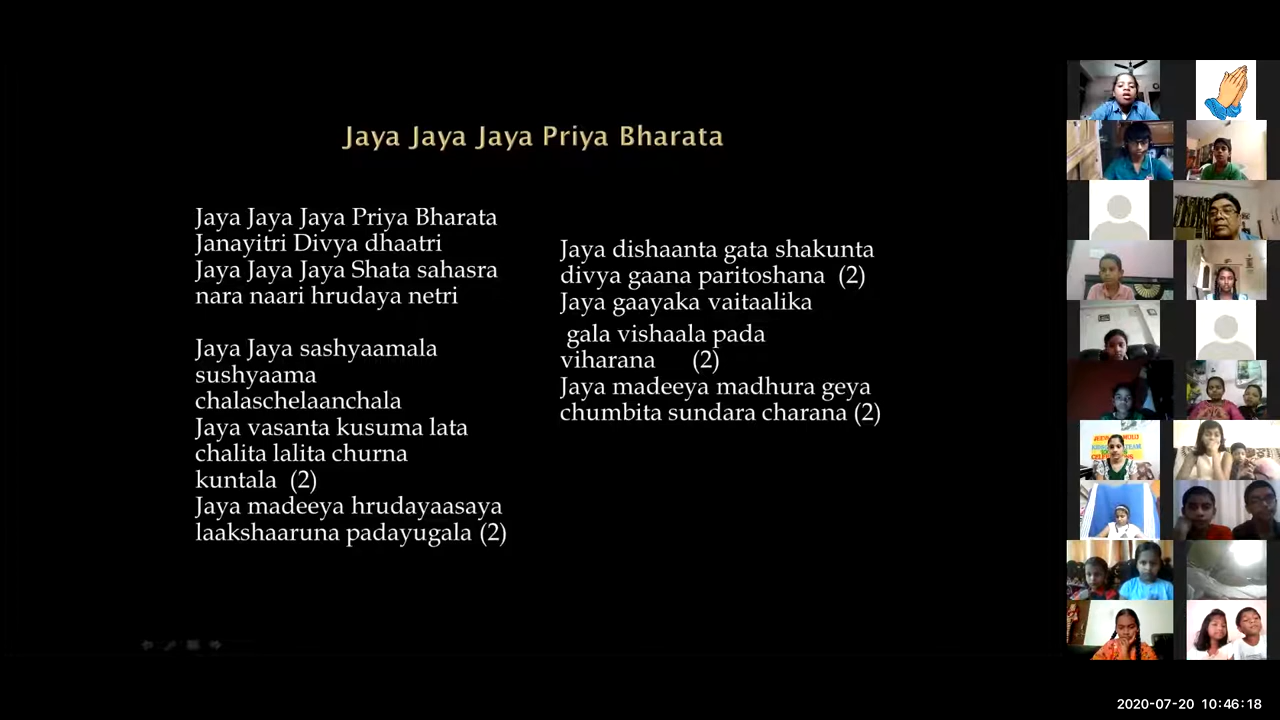 Jaya Jaya Jaya Priya Bharata
Jaya Jaya Jaya Priya Bharata
Janayitri Divya dhaatri
Jaya Jaya Jaya Shata sahasra
nara naari hrudaya netri
Jaya Jaya sashyaamala
sushyaama
chalaschelaanchala
Jaya vasanta kusuma lata
chalita lalita churna
kuntala (2)
Jaya madeeya hrudayaasaya
laakshaaruna padayugala (2)
Jaya dishaanta gata shakunta
divya gaana paritoshana (2)
Jaya gaayaka vaitaalika
gala vishaala pada
viharana (2)
Jaya madeeya madhura geya
chumbita sundara charana (2)
2020-07-20 10:46:18